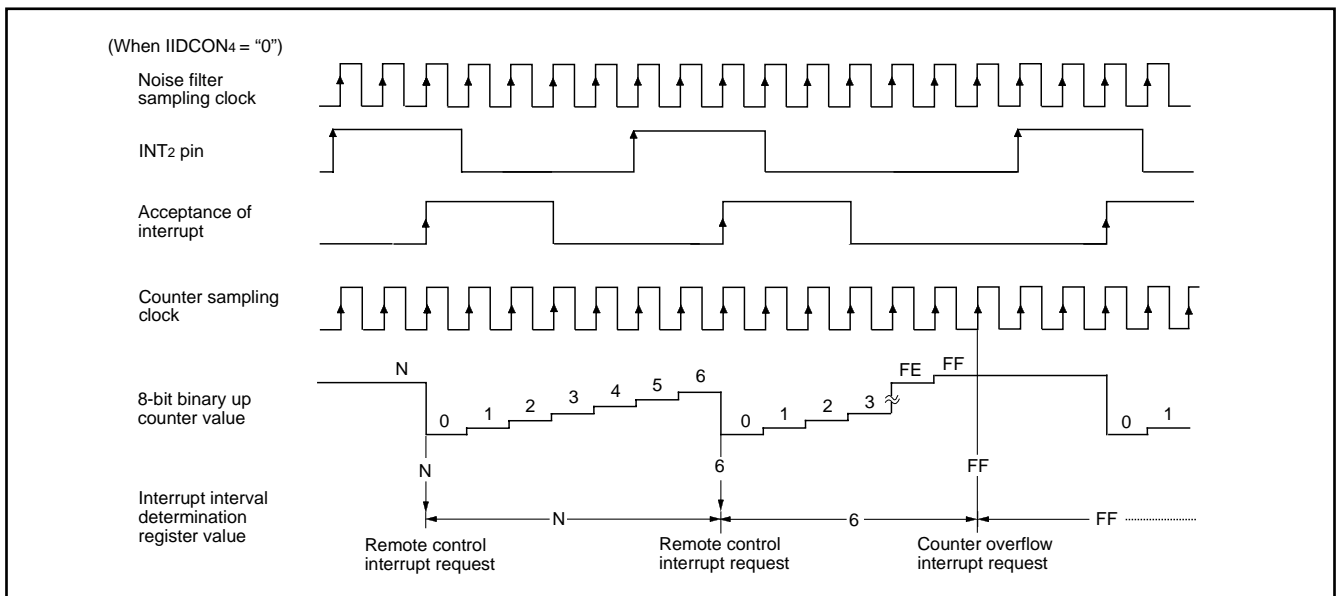 (When IIDCON4 = “0”)
Noise filter
sampling clock
INT2 pin
Acceptance of
interrupt
Counter sampling
clock
8-bit binary up
counter value
N
0
1
2
3
4
5
6
0
1
2
3
FE
FF
0
1
N
6
FF
Interrupt interval
determination
register value
N
6
FF
Remote control
interrupt request
Remote control
interrupt request
Counter overflow
interrupt request